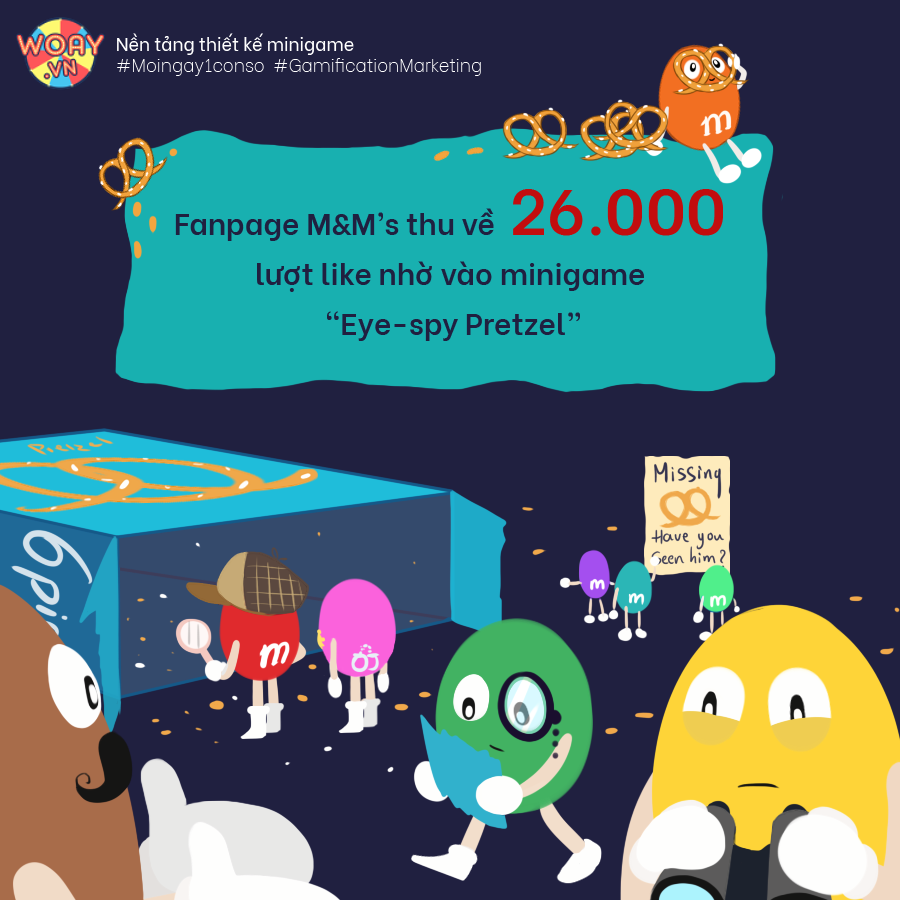 WOAY
.VN
Nền tảng thiết kế minigame
#Moingay1conso #GamificationMarketing
m
Fanpage M&M's thu về 26.000
lượt like nhờ vào minigame
“Eye-spy Pretzel”
Pretzel
Missing
Have you
Seen him?
m
m
m
m